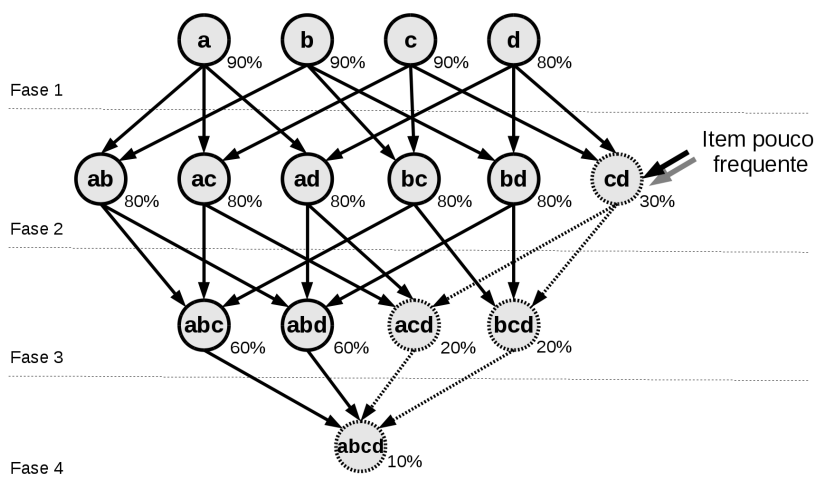 a b c d
90% 90% 90% 80%
Fase 1
Item pouco
frequente
ab ac ad bc bd cd
80% 80% 80% 80% 80% 30%
Fase 2
abc abd acd bcd
60% 60% 20% 20%
Fase 3
abcd
10%
Fase 4